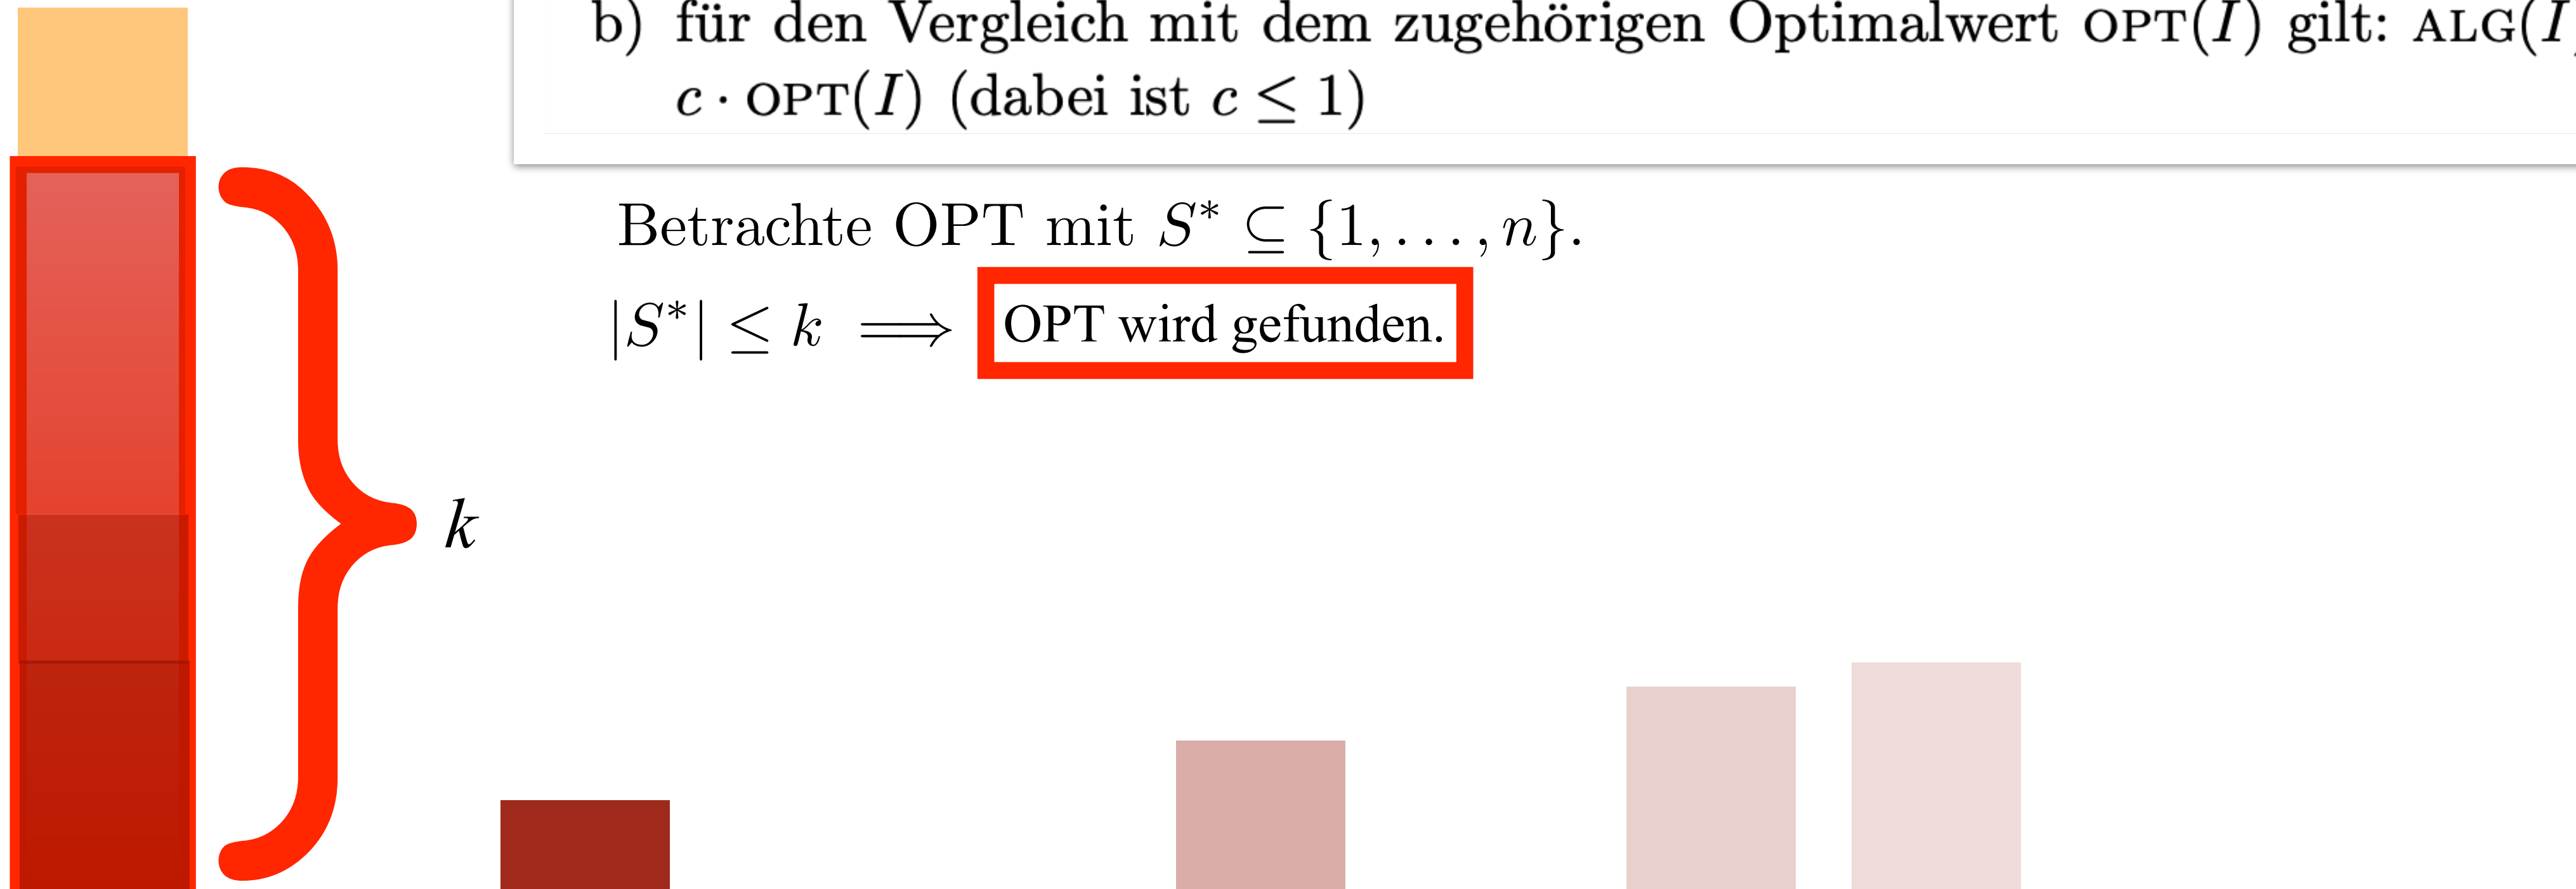 b) für den Vergleich mit dem zugehörigen Optimalwert OPT(I) gilt: ALG(I
c · OPT(I) (dabei ist c ≤ 1)
Betrachte OPT mit S* ⊆ {1, . . . , n}.
|S*| ≤ k ⟹ OPT wird gefunden.
k